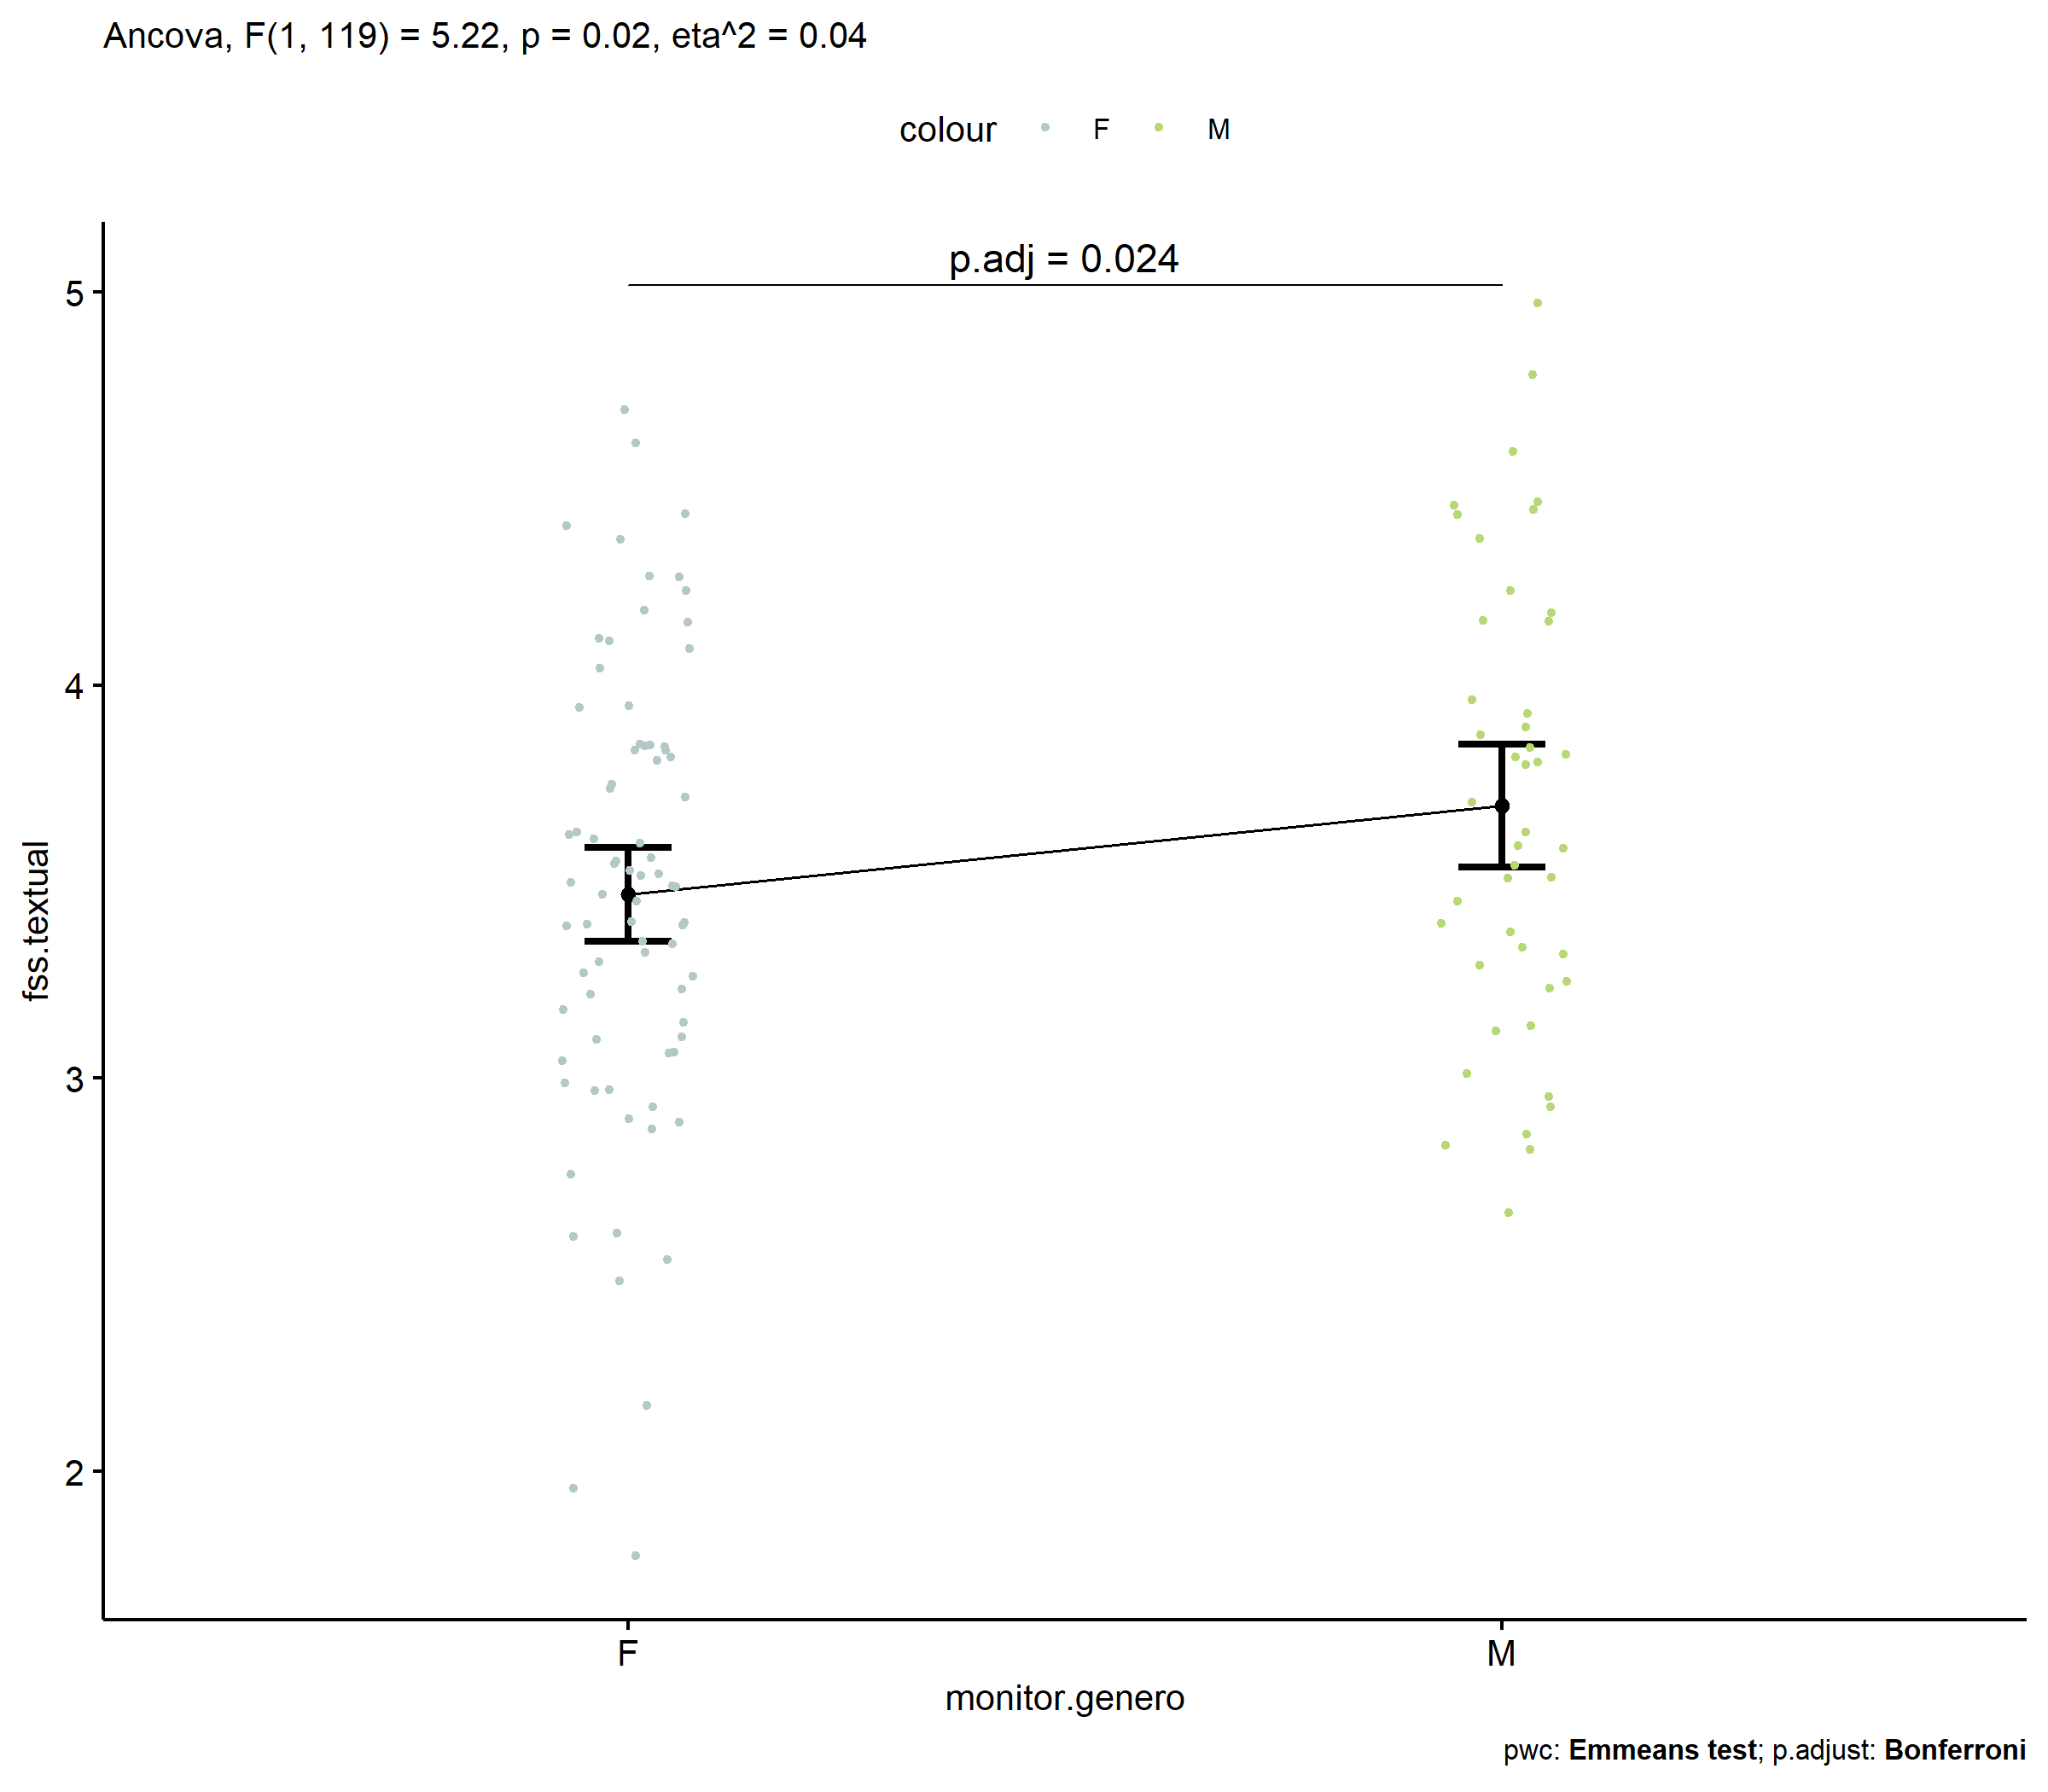 Ancova, F(1, 119) = 5.22, p = 0.02, eta^2 = 0.04
colour F M
p.adj = 0.024
5
4
3
2
fss.textual
F M
monitor.genero
pwc: Emmeans test; p.adjust: Bonferroni